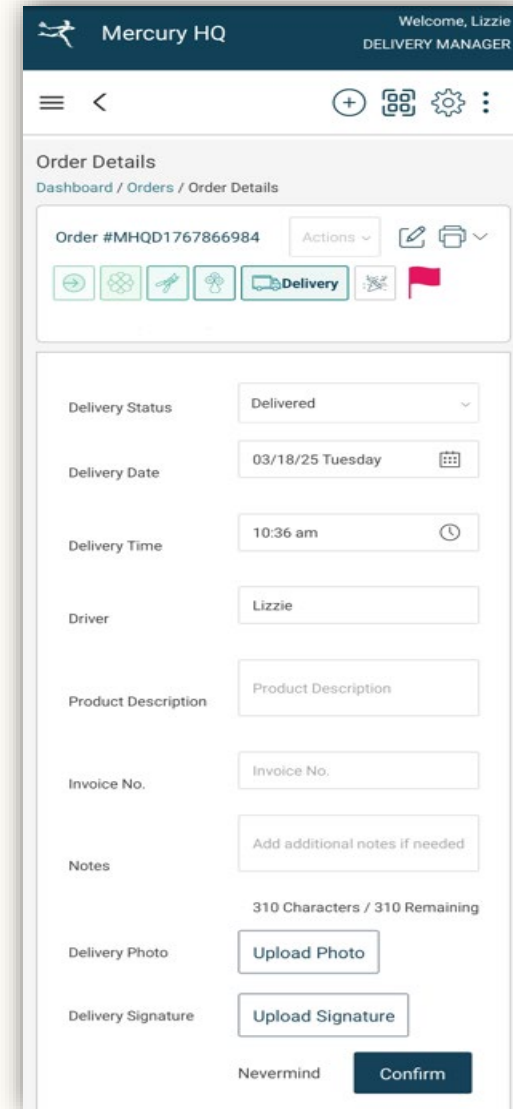 Mercury HQ
Welcome, Lizzie
DELIVERY MANAGER
Order Details
Dashboard / Orders / Order Details
Order #MHQD1767866984
Actions
Delivery
Delivery Status
Delivered
Delivery Date
03/18/25 Tuesday
Delivery Time
10:36 am
Driver
Lizzie
Product Description
Product Description
Invoice No.
Invoice No.
Notes
Add additional notes if needed
310 Characters / 310 Remaining
Delivery Photo
Upload Photo
Delivery Signature
Upload Signature
Nevermind
Confirm